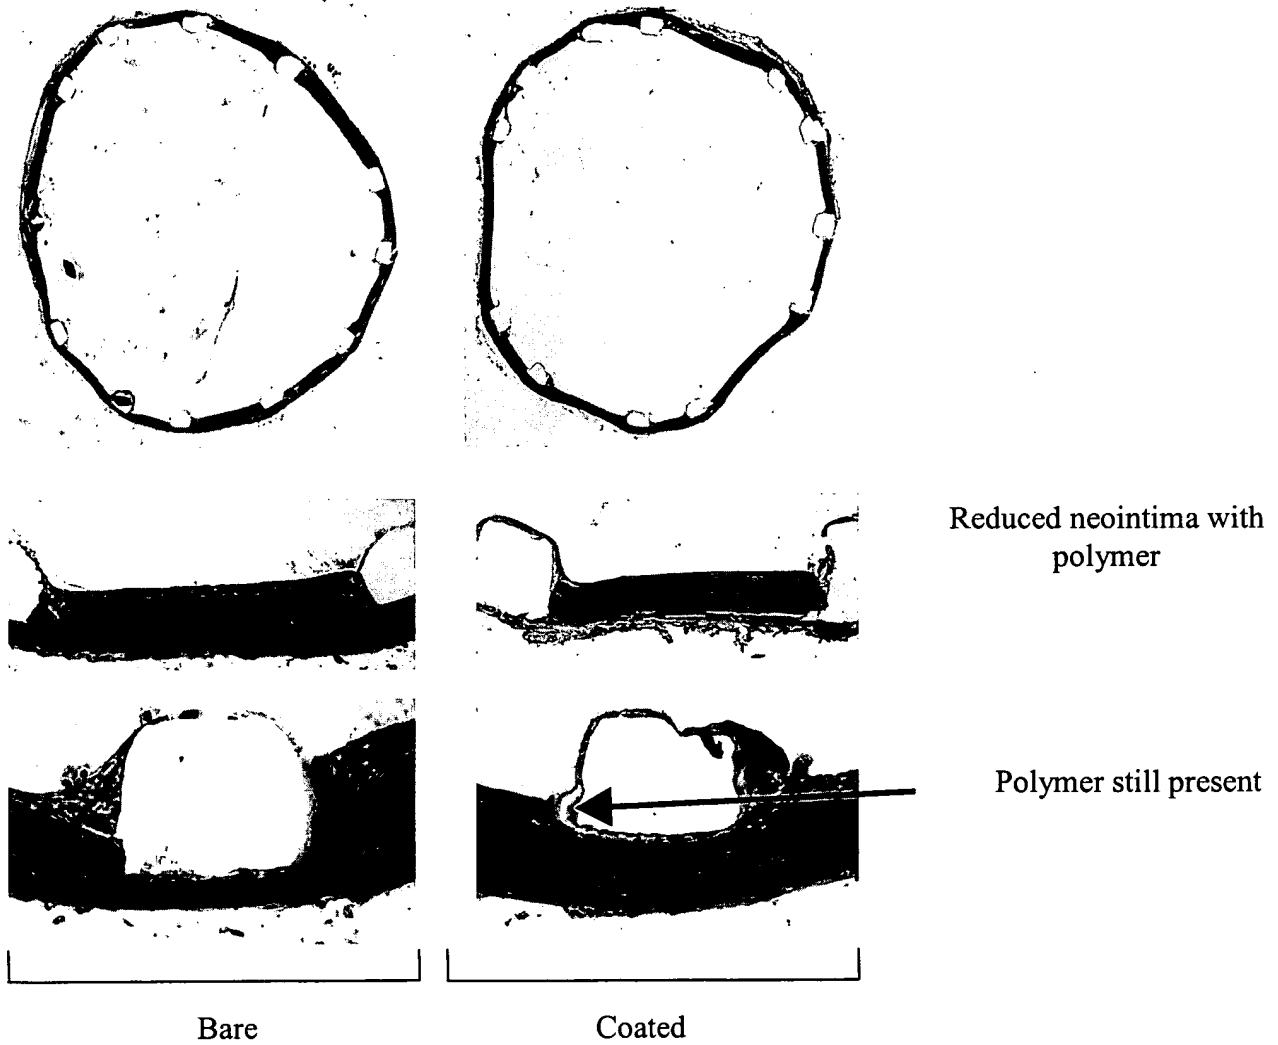 Reduced neointima with
polymer
Polymer still present
Bare
Coated